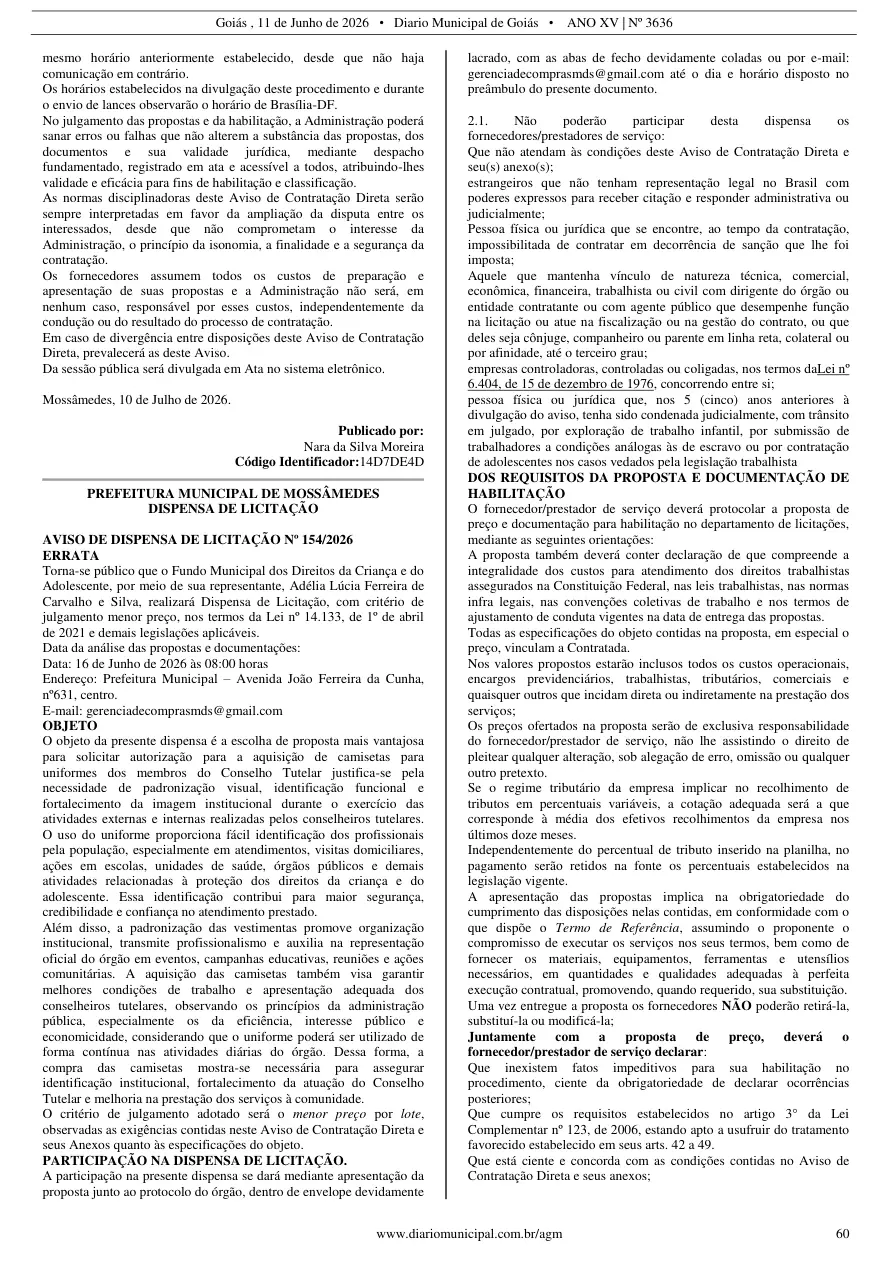 Goiás , 11 de Junho de 2026 • Diario Municipal de Goiás • ANO XV | Nº 3636
mesmo horário anteriormente estabelecido, desde que não haja
comunicação em contrário.
Os horários estabelecidos na divulgação deste procedimento e durante
o envio de lances observarão o horário de Brasília-DF.
No julgamento das propostas e da habilitação, a Administração poderá
sanar erros ou falhas que não alterem a substância das propostas, dos
documentos e sua validade jurídica, mediante despacho
fundamentado, registrado em ata e acessível a todos, atribuindo-lhes
validade e eficácia para fins de habilitação e classificação.
As normas disciplinadoras deste Aviso de Contratação Direta serão
sempre interpretadas em favor da ampliação da disputa entre os
interessados, desde que não comprometam o interesse da
Administração, o princípio da isonomia, a finalidade e a segurança da
contratação.
Os fornecedores assumem todos os custos de preparação e
apresentação de suas propostas e a Administração não será, em
nenhum caso, responsável por esses custos, independentemente da
condução ou do resultado do processo de contratação.
Em caso de divergência entre disposições deste Aviso de Contratação
Direta, prevalecerá as deste Aviso.
Da sessão pública será divulgada em Ata no sistema eletrônico.
Mossâmedes, 10 de Julho de 2026.
Publicado por:
Nara da Silva Moreira
Código Identificador:14D7DE4D
PREFEITURA MUNICIPAL DE MOSSÂMEDES
DISPENSA DE LICITAÇÃO
AVISO DE DISPENSA DE LICITAÇÃO Nº 154/2026
ERRATA
Torna-se público que o Fundo Municipal dos Direitos da Criança e do
Adolescente, por meio de sua representante, Adélia Lúcia Ferreira de
Carvalho e Silva, realizará Dispensa de Licitação, com critério de
julgamento menor preço, nos termos da Lei nº 14.133, de 1º de abril
de 2021 e demais legislações aplicáveis.
Data da análise das propostas e documentações:
Data: 16 de Junho de 2026 às 08:00 horas
Endereço: Prefeitura Municipal – Avenida João Ferreira da Cunha,
nº631, centro.
E-mail: gerenciadecomprasmds@gmail.com
OBJETO
O objeto da presente dispensa é a escolha de proposta mais vantajosa
para solicitar autorização para a aquisição de camisetas para
uniformes dos membros do Conselho Tutelar justifica-se pela
necessidade de padronização visual, identificação funcional e
fortalecimento da imagem institucional durante o exercício das
atividades externas e internas realizadas pelos conselheiros tutelares.
O uso do uniforme proporciona fácil identificação dos profissionais
pela população, especialmente em atendimentos, visitas domiciliares,
ações em escolas, unidades de saúde, órgãos públicos e demais
atividades relacionadas à proteção dos direitos da criança e do
adolescente. Essa identificação contribui para maior segurança,
credibilidade e confiança no atendimento prestado.
Além disso, a padronização das vestimentas promove organização
institucional, transmite profissionalismo e auxilia na representação
oficial do órgão em eventos, campanhas educativas, reuniões e ações
comunitárias. A aquisição das camisetas também visa garantir
melhores condições de trabalho e apresentação adequada dos
conselheiros tutelares, observando os princípios da administração
pública, especialmente os da eficiência, interesse público e
economicidade, considerando que o uniforme poderá ser utilizado de
forma contínua nas atividades diárias do órgão. Dessa forma, a
compra das camisetas mostra-se necessária para assegurar
identificação institucional, fortalecimento da atuação do Conselho
Tutelar e melhoria na prestação dos serviços à comunidade.
O critério de julgamento adotado será o menor preço por lote,
observadas as exigências contidas neste Aviso de Contratação Direta e
seus Anexos quanto às especificações do objeto.
PARTICIPAÇÃO NA DISPENSA DE LICITAÇÃO.
A participação na presente dispensa se dará mediante apresentação da
proposta junto ao protocolo do órgão, dentro de envelope devidamente
lacrado, com as abas de fecho devidamente coladas ou por e-mail:
gerenciadecomprasmds@gmail.com até o dia e horário disposto no
preâmbulo do presente documento.
2.1. Não poderão participar desta dispensa os
fornecedores/prestadores de serviço:
Que não atendam às condições deste Aviso de Contratação Direta e
seu(s) anexo(s);
estrangeiros que não tenham representação legal no Brasil com
poderes expressos para receber citação e responder administrativa ou
judicialmente;
Pessoa física ou jurídica que se encontre, ao tempo da contratação,
impossibilitada de contratar em decorrência de sanção que lhe foi
imposta;
Aquele que mantenha vínculo de natureza técnica, comercial,
econômica, financeira, trabalhista ou civil com dirigente do órgão ou
entidade contratante ou com agente público que desempenhe função
na licitação ou atue na fiscalização ou na gestão do contrato, ou que
deles seja cônjuge, companheiro ou parente em linha reta, colateral ou
por afinidade, até o terceiro grau;
empresas controladoras, controladas ou coligadas, nos termos daLei nº
6.404, de 15 de dezembro de 1976, concorrendo entre si;
pessoa física ou jurídica que, nos 5 (cinco) anos anteriores à
divulgação do aviso, tenha sido condenada judicialmente, com trânsito
em julgado, por exploração de trabalho infantil, por submissão de
trabalhadores a condições análogas às de escravo ou por contratação
de adolescentes nos casos vedados pela legislação trabalhista
DOS REQUISITOS DA PROPOSTA E DOCUMENTAÇÃO DE
HABILITAÇÃO
O fornecedor/prestador de serviço deverá protocolar a proposta de
preço e documentação para habilitação no departamento de licitações,
mediante as seguintes orientações:
A proposta também deverá conter declaração de que compreende a
integralidade dos custos para atendimento dos direitos trabalhistas
assegurados na Constituição Federal, nas leis trabalhistas, nas normas
infra legais, nas convenções coletivas de trabalho e nos termos de
ajustamento de conduta vigentes na data de entrega das propostas.
Todas as especificações do objeto contidas na proposta, em especial o
preço, vinculam a Contratada.
Nos valores propostos estarão inclusos todos os custos operacionais,
encargos previdenciários, trabalhistas, tributários, comerciais e
quaisquer outros que incidam direta ou indiretamente na prestação dos
serviços;
Os preços ofertados na proposta serão de exclusiva responsabilidade
do fornecedor/prestador de serviço, não lhe assistindo o direito de
pleitear qualquer alteração, sob alegação de erro, omissão ou qualquer
outro pretexto.
Se o regime tributário da empresa implicar no recolhimento de
tributos em percentuais variáveis, a cotação adequada será a que
corresponde à média dos efetivos recolhimentos da empresa nos
últimos doze meses.
Independentemente do percentual de tributo inserido na planilha, no
pagamento serão retidos na fonte os percentuais estabelecidos na
legislação vigente.
A apresentação das propostas implica na obrigatoriedade do
cumprimento das disposições nelas contidas, em conformidade com o
que dispõe o Termo de Referência, assumindo o proponente o
compromisso de executar os serviços nos seus termos, bem como de
fornecer os materiais, equipamentos, ferramentas e utensílios
necessários, em quantidades e qualidades adequadas à perfeita
execução contratual, promovendo, quando requerido, sua substituição.
Uma vez entregue a proposta os fornecedores NÃO poderão retirá-la,
substituí-la ou modificá-la;
Juntamente com a proposta de preço, deverá o
fornecedor/prestador de serviço declarar:
Que inexistem fatos impeditivos para sua habilitação no
procedimento, ciente da obrigatoriedade de declarar ocorrências
posteriores;
Que cumpre os requisitos estabelecidos no artigo 3° da Lei
Complementar nº 123, de 2006, estando apto a usufruir do tratamento
favorecido estabelecido em seus arts. 42 a 49.
Que está ciente e concorda com as condições contidas no Aviso de
Contratação Direta e seus anexos;
www.diariomunicipal.com.br/agm 60